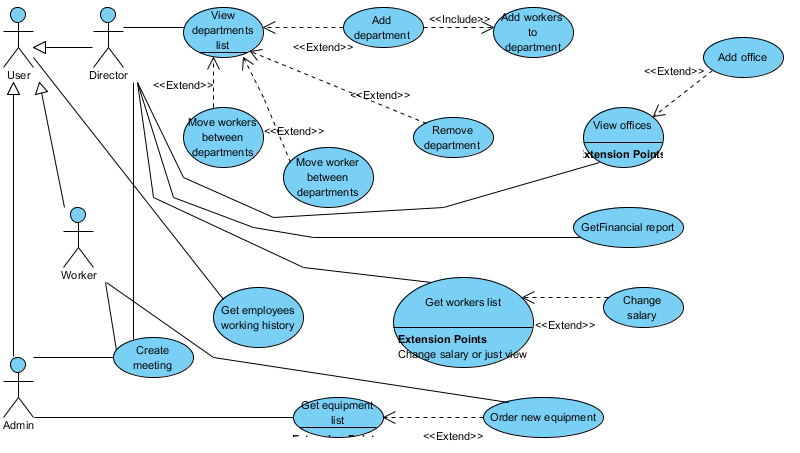 View
departments
list
Add
department
<<Include>>
Add workers
to
department
<<Extend>>
Add office
User
Director
<<Extend>>
<<Extend>>
<<Extend>>
Move workers
between
departments
<<Extend>>
Remove
department
View offices
Extension Points
Move worker
between
departments
GetFinancial report
Worker
Get employees
working history
Get workers list
Extension Points
Change salary or just view
Change
salary
<<Extend>>
Create
meeting
Admin
Get equipment
list
Order new equipment
<<Extend>>